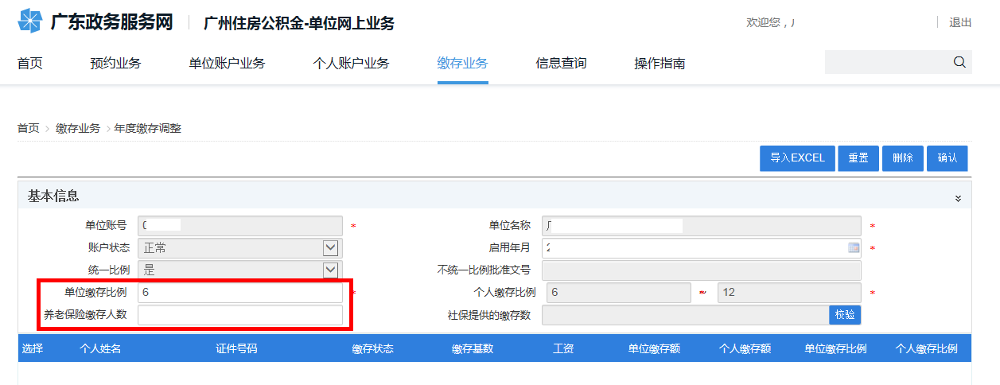 广东政务服务网 广州住房公积金-单位网上业务 欢迎您， 退出
首页 预约业务 单位账户业务 个人账户业务 缴存业务 信息查询 操作指南
首页 > 缴存业务 > 年度缴存调整
导入EXCEL 重置 删除 确认
基本信息
单位账号 * 单位名称 *
账户状态 正常 启用年月 2 *
统一比例 是 不统一比例批准文号
单位缴存比例 6 * 个人缴存比例 6 ~ 12 *
养老保险缴存人数 社保提供的缴存数 校验
选择 个人姓名 证件号码 缴存状态 缴存基数 工资 单位缴存额 个人缴存额 单位缴存比例 个人缴存比例